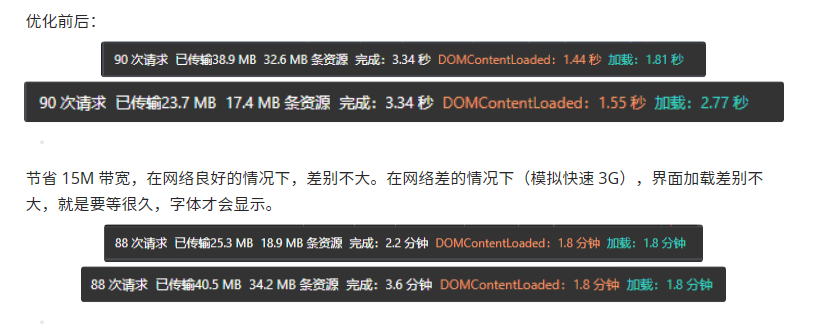 优化前后：
90 次请求 已传输38.9 MB 32.6 MB 条资源 完成：3.34 秒 DOMContentLoaded：1.44 秒 加载：1.81 秒
90 次请求 已传输23.7 MB 17.4 MB 条资源 完成：3.34 秒 DOMContentLoaded：1.55 秒 加载：2.77 秒
节省 15M 带宽，在网络良好的情况下，差别不大。在网络差的情况下（模拟快速 3G），界面加载差别不
大，就是要等很久，字体才会显示。
88 次请求 已传输25.3 MB 18.9 MB 条资源 完成：2.2 分钟 DOMContentLoaded：1.8 分钟 加载：1.8 分钟
88 次请求 已传输40.5 MB 34.2 MB 条资源 完成：3.6 分钟 DOMContentLoaded：1.8 分钟 加载：1.8 分钟